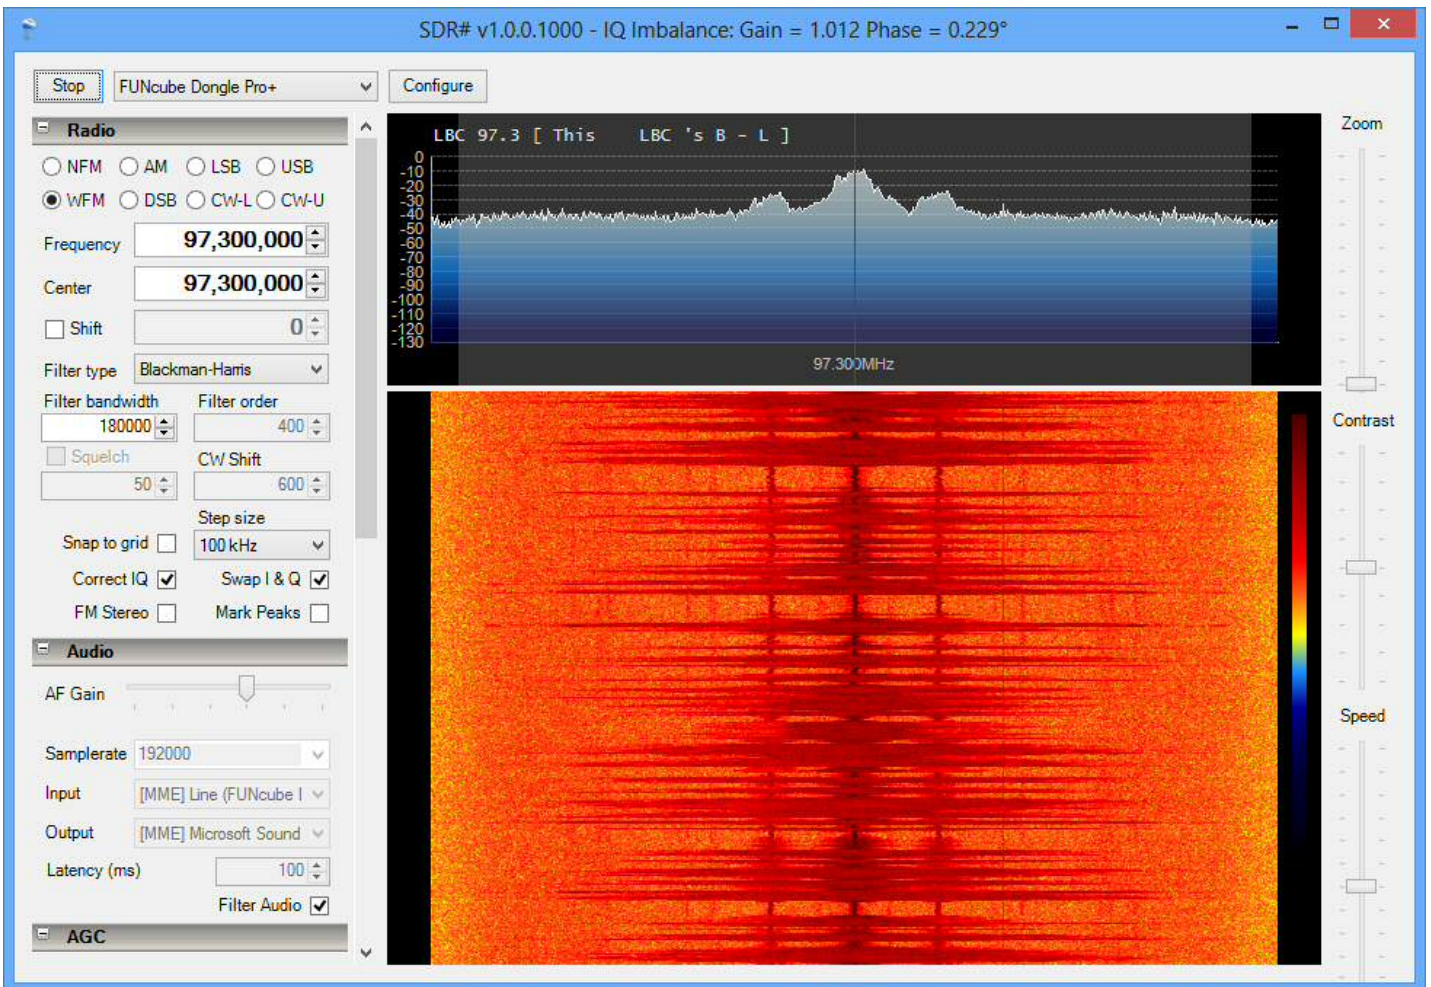 SDR# v1.0.0.1000 - IQ Imbalance: Gain = 1.012 Phase = 0.229°
Stop
FUNcube Dongle Pro+
Configure
Radio
NFM AM LSB USB
WFM DSB CW-L CW-U
Frequency 97,300,000
Center 97,300,000
Shift 0
Filter type Blackman-Harris
Filter bandwidth Filter order
180000 400
Squelch CW Shift
50 600
Step size
Snap to grid 100 kHz
Correct IQ Swap I & Q
FM Stereo Mark Peaks
Audio
AF Gain
Samplerate 192000
Input [MME] Line (FUNcube I
Output [MME] Microsoft Sound
Latency (ms) 100
Filter Audio
AGC
LBC 97.3 [ This    LBC 's B - L ]
0
-10
-20
-30
-40
-50
-60
-70
-80
-90
-100
-110
-120
-130
97.300MHz
Zoom
Contrast
Speed